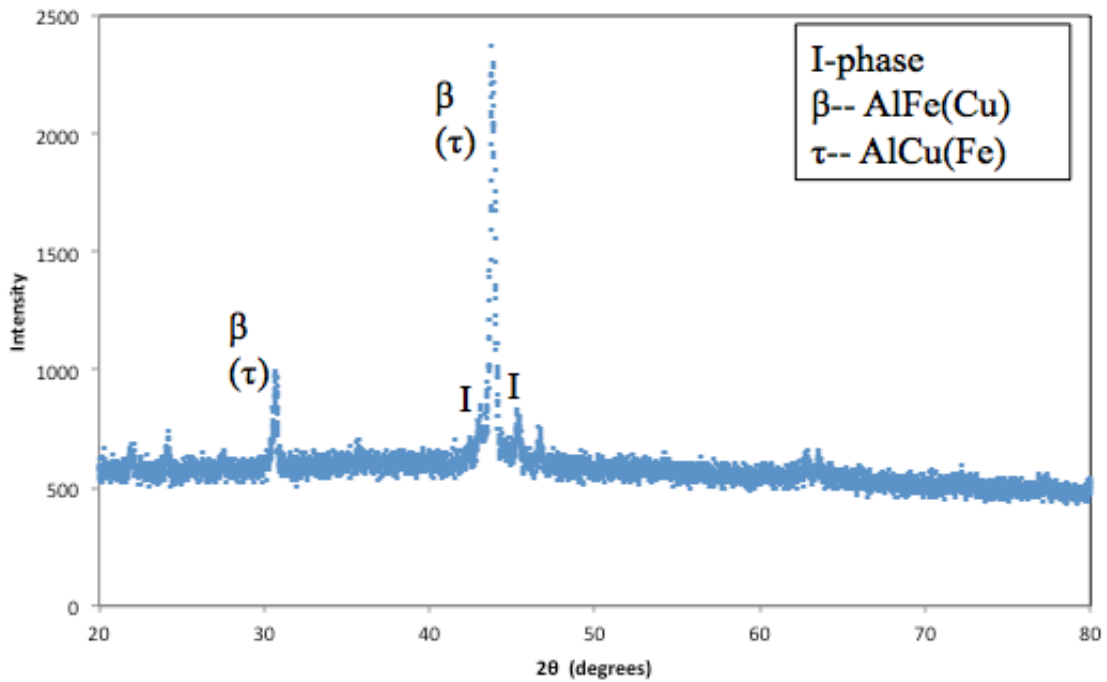 2500
2000
1500
1000
500
0
Intensity
20
30
40
50
60
70
80
2θ (degrees)
β
(τ)
I
I
β
(τ)
I-phase
β-- AlFe(Cu)
τ-- AlCu(Fe)